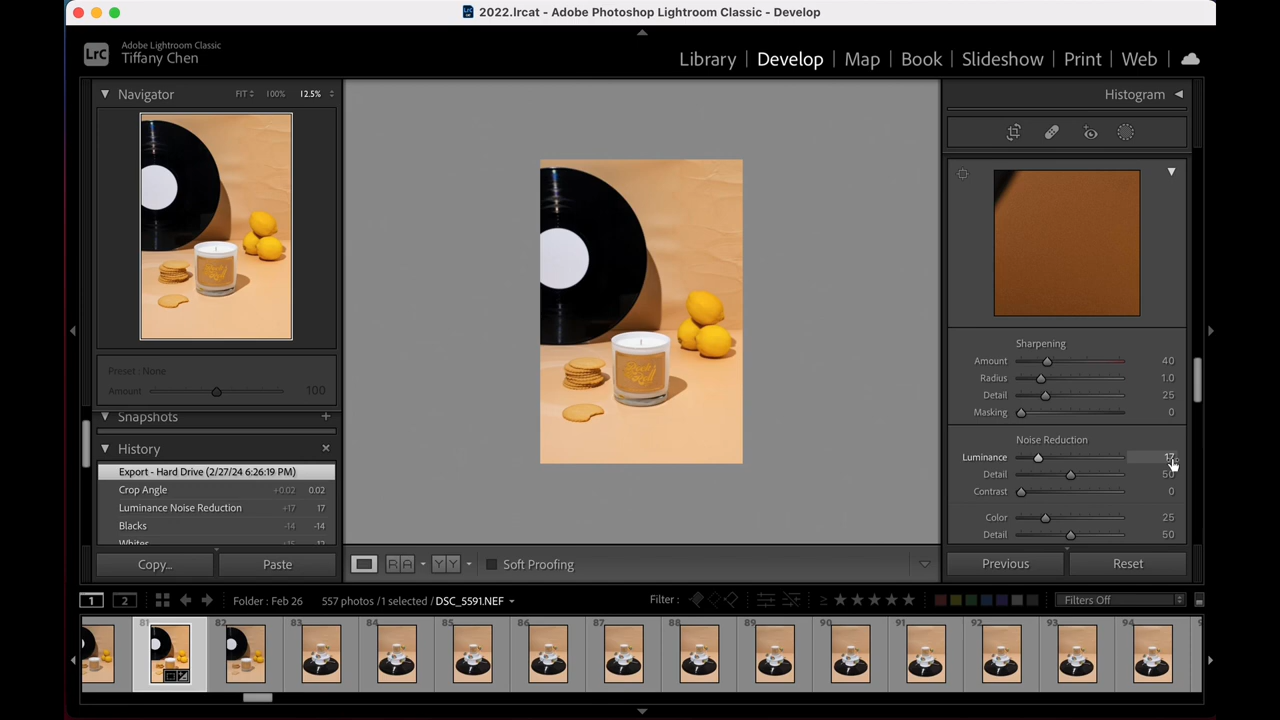 2022.lrcat - Adobe Photoshop Lightroom Classic - Develop
LrC Adobe Lightroom Classic
Tiffany Chen
Library | Develop | Map | Book | Slideshow | Print | Web
Navigator FIT 100% 12.5%
Histogram
Preset : None
Amount 100
Snapshots +
History ×
Export - Hard Drive (2/27/24 6:26:19 PM)
Crop Angle +0.02 0.02
Luminance Noise Reduction +17 17
Blacks -14 -14
Copy... Paste
Soft Proofing
Sharpening
Amount 40
Radius 1.0
Detail 25
Masking 0
Noise Reduction
Luminance 17
Detail 50
Contrast 0
Color 25
Detail 50
Previous Reset
1 2 Folder : Feb 26 557 photos /1 selected / DSC_5591.NEF Filter : Filters Off
81 82 83 84 85 86 87 88 89 90 91 92 93 94